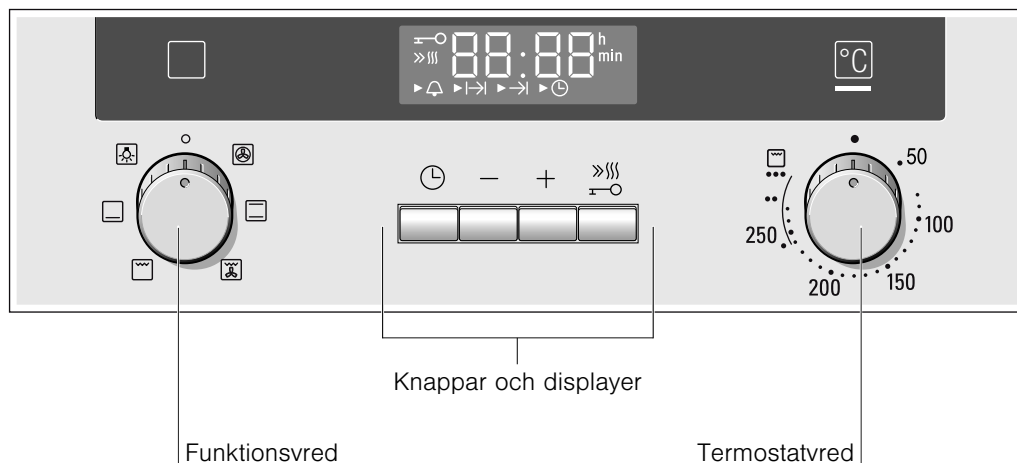 88:88 h
min
°C
50
100
150
200
250
Knappar och displayer
Funktionsvred
Termostatvred